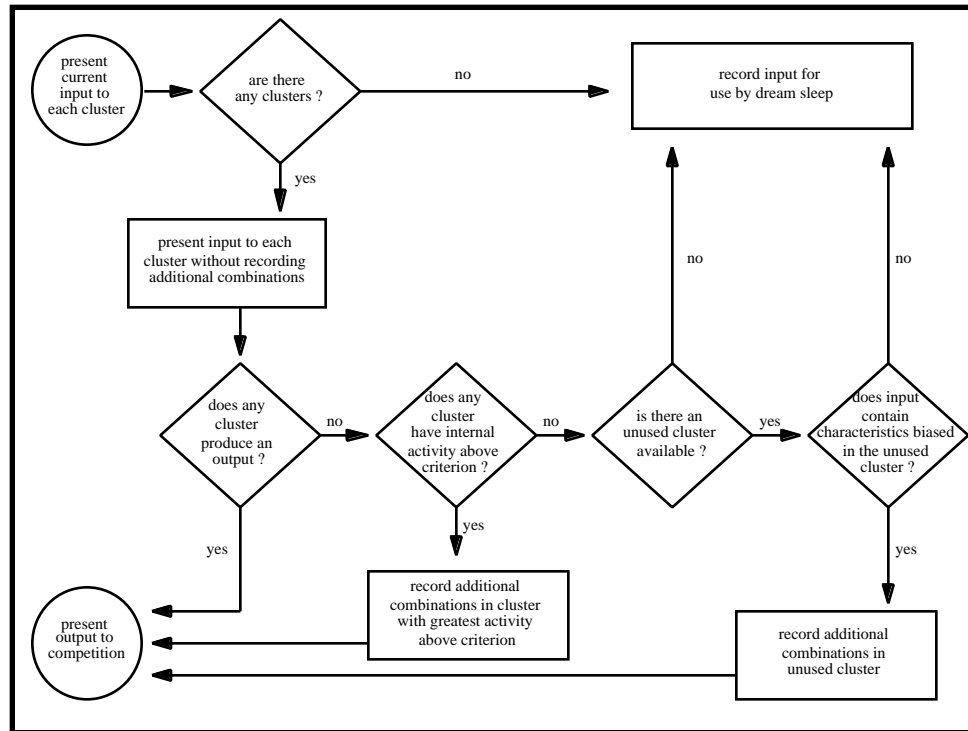 present
current
input to
each cluster
are there
any clusters ?
no
record input for
use by dream sleep
yes
present input to each
cluster without recording
additional combinations
no
no
does any
cluster
produce an
output ?
no
does any
cluster
have internal
activity above
criterion ?
no
is there an
unused cluster
available ?
yes
does input
contain
characteristics biased
in the unused
cluster ?
yes
yes
yes
record additional
combinations in cluster
with greatest activity
above criterion
present
output to
competition
record additional
combinations in
unused cluster